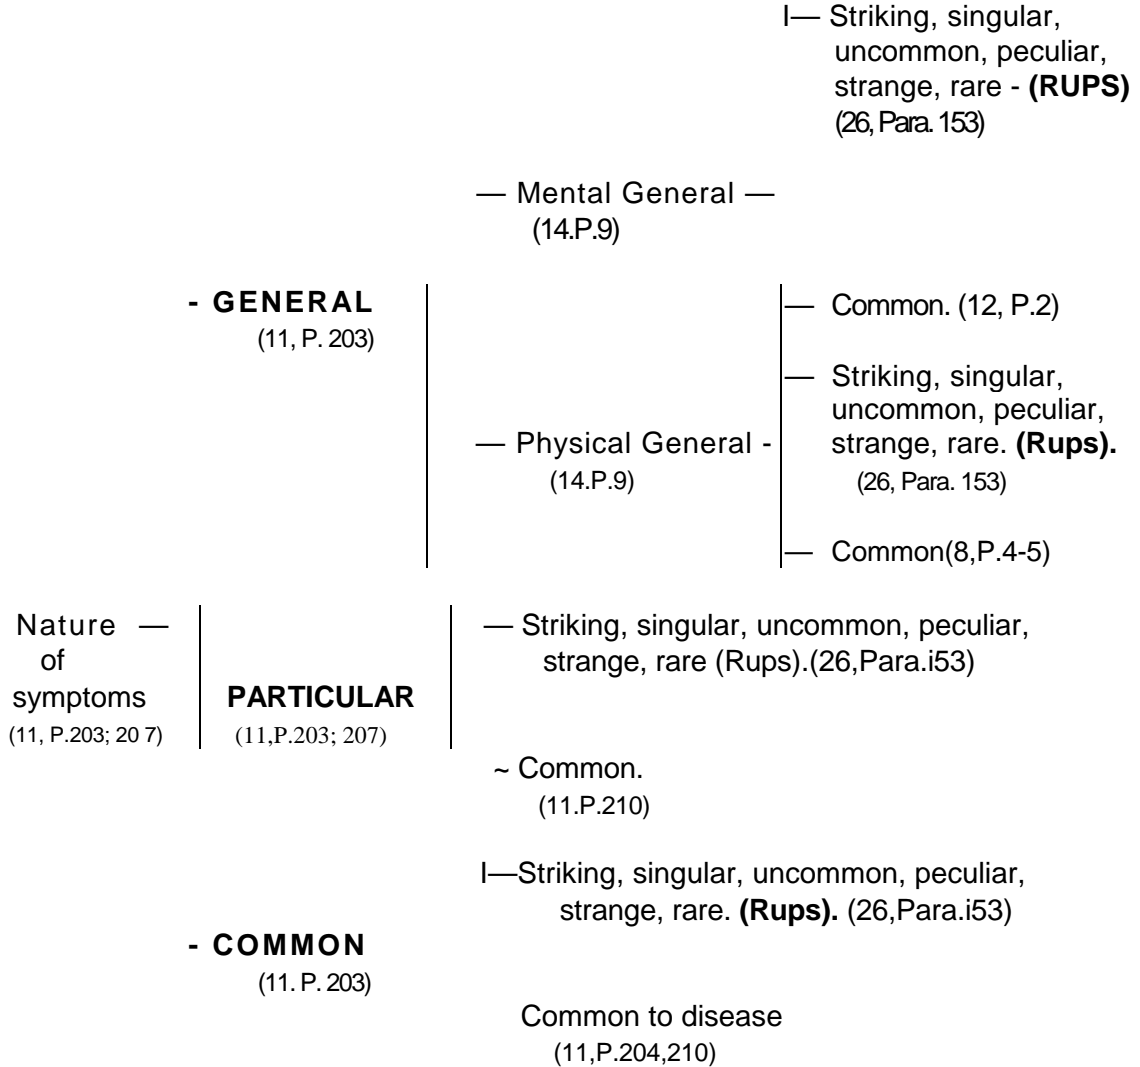 I— Striking, singular,
uncommon, peculiar,
strange, rare - (RUPS)
(26, Para. 153)
— Mental General —
(14.P.9)
- GENERAL
(11, P. 203)
— Common. (12, P.2)
— Striking, singular,
uncommon, peculiar,
strange, rare. (Rups).
(26, Para. 153)
— Physical General -
(14.P.9)
— Common(8,P.4-5)
Nature —
of
symptoms
(11, P.203; 20 7)
PARTICULAR
(11,P.203; 207)
— Striking, singular, uncommon, peculiar,
strange, rare (Rups).(26,Para.i53)
~ Common.
(11.P.210)
I—Striking, singular, uncommon, peculiar,
strange, rare. (Rups). (26,Para.i53)
- COMMON
(11. P. 203)
Common to disease
(11,P.204,210)